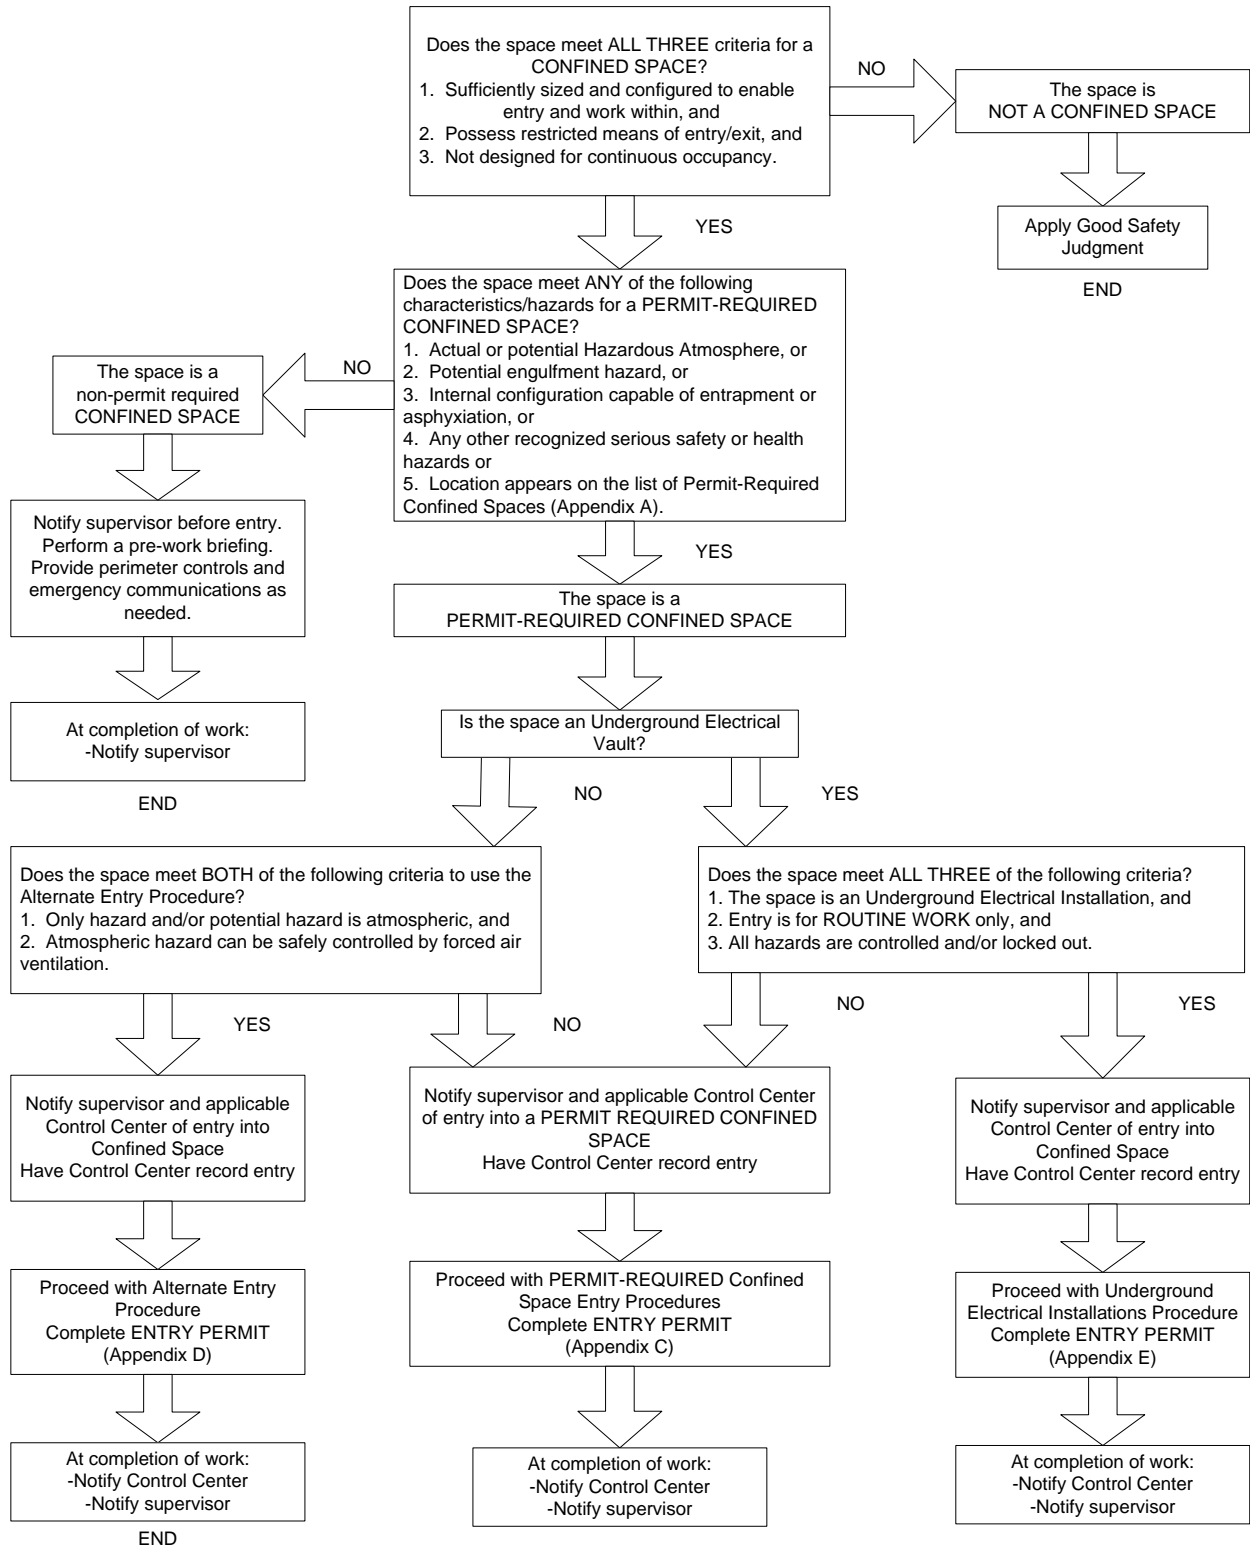 Does the space meet ALL THREE criteria for a
CONFINED SPACE?
1. Sufficiently sized and configured to enable
entry and work within, and
2. Possess restricted means of entry/exit, and
3. Not designed for continuous occupancy.
NO
The space is
NOT A CONFINED SPACE
Apply Good Safety
Judgment
END
YES
Does the space meet ANY of the following
characteristics/hazards for a PERMIT-REQUIRED
CONFINED SPACE?
1. Actual or potential Hazardous Atmosphere, or
2. Potential engulfment hazard, or
3. Internal configuration capable of entrapment or
asphyxiation, or
4. Any other recognized serious safety or health
hazards or
5. Location appears on the list of Permit-Required
Confined Spaces (Appendix A).
NO
The space is a
non-permit required
CONFINED SPACE
Notify supervisor before entry.
Perform a pre-work briefing.
Provide perimeter controls and
emergency communications as
needed.
At completion of work:
-Notify supervisor
END
YES
The space is a
PERMIT-REQUIRED CONFINED SPACE
Is the space an Underground Electrical
Vault?
NO
YES
Does the space meet BOTH of the following criteria to use the
Alternate Entry Procedure?
1. Only hazard and/or potential hazard is atmospheric, and
2. Atmospheric hazard can be safely controlled by forced air
ventilation.
Does the space meet ALL THREE of the following criteria?
1. The space is an Underground Electrical Installation, and
2. Entry is for ROUTINE WORK only, and
3. All hazards are controlled and/or locked out.
YES
NO
NO
YES
Notify supervisor and applicable
Control Center of entry into
Confined Space
Have Control Center record entry
Notify supervisor and applicable Control Center
of entry into a PERMIT REQUIRED CONFINED
SPACE
Have Control Center record entry
Notify supervisor and applicable
Control Center of entry into
Confined Space
Have Control Center record entry
Proceed with Alternate Entry
Procedure
Complete ENTRY PERMIT
(Appendix D)
Proceed with PERMIT-REQUIRED Confined
Space Entry Procedures
Complete ENTRY PERMIT
(Appendix C)
Proceed with Underground
Electrical Installations Procedure
Complete ENTRY PERMIT
(Appendix E)
At completion of work:
-Notify Control Center
-Notify supervisor
END
At completion of work:
-Notify Control Center
-Notify supervisor
At completion of work:
-Notify Control Center
-Notify supervisor